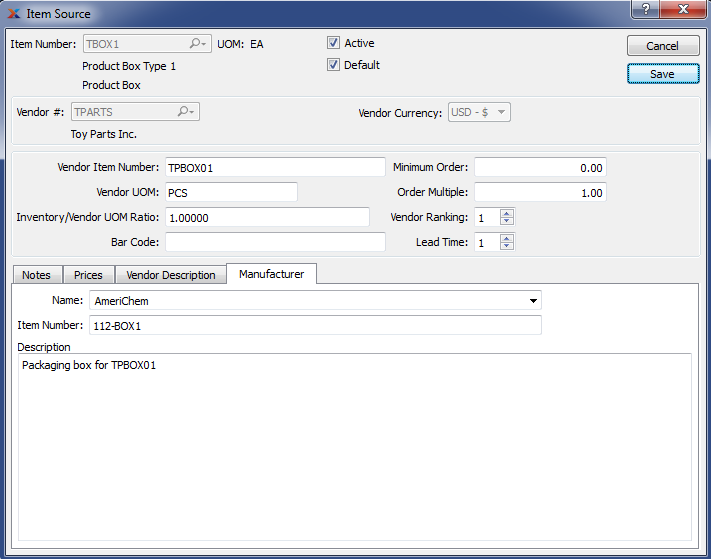 Item Source
?
Item Number: TBOX1 UOM: EA Active Cancel
Product Box Type 1 Default
Product Box Save
Vendor #: TPARTS Vendor Currency: USD - $
Toy Parts Inc.
Vendor Item Number: TPBOX01 Minimum Order: 0.00
Vendor UOM: PCS Order Multiple: 1.00
Inventory/Vendor UOM Ratio: 1.00000 Vendor Ranking: 1
Bar Code: Lead Time: 1
Notes Prices Vendor Description Manufacturer
Name: AmeriChem
Item Number: 112-BOX1
Description
Packaging box for TPBOX01